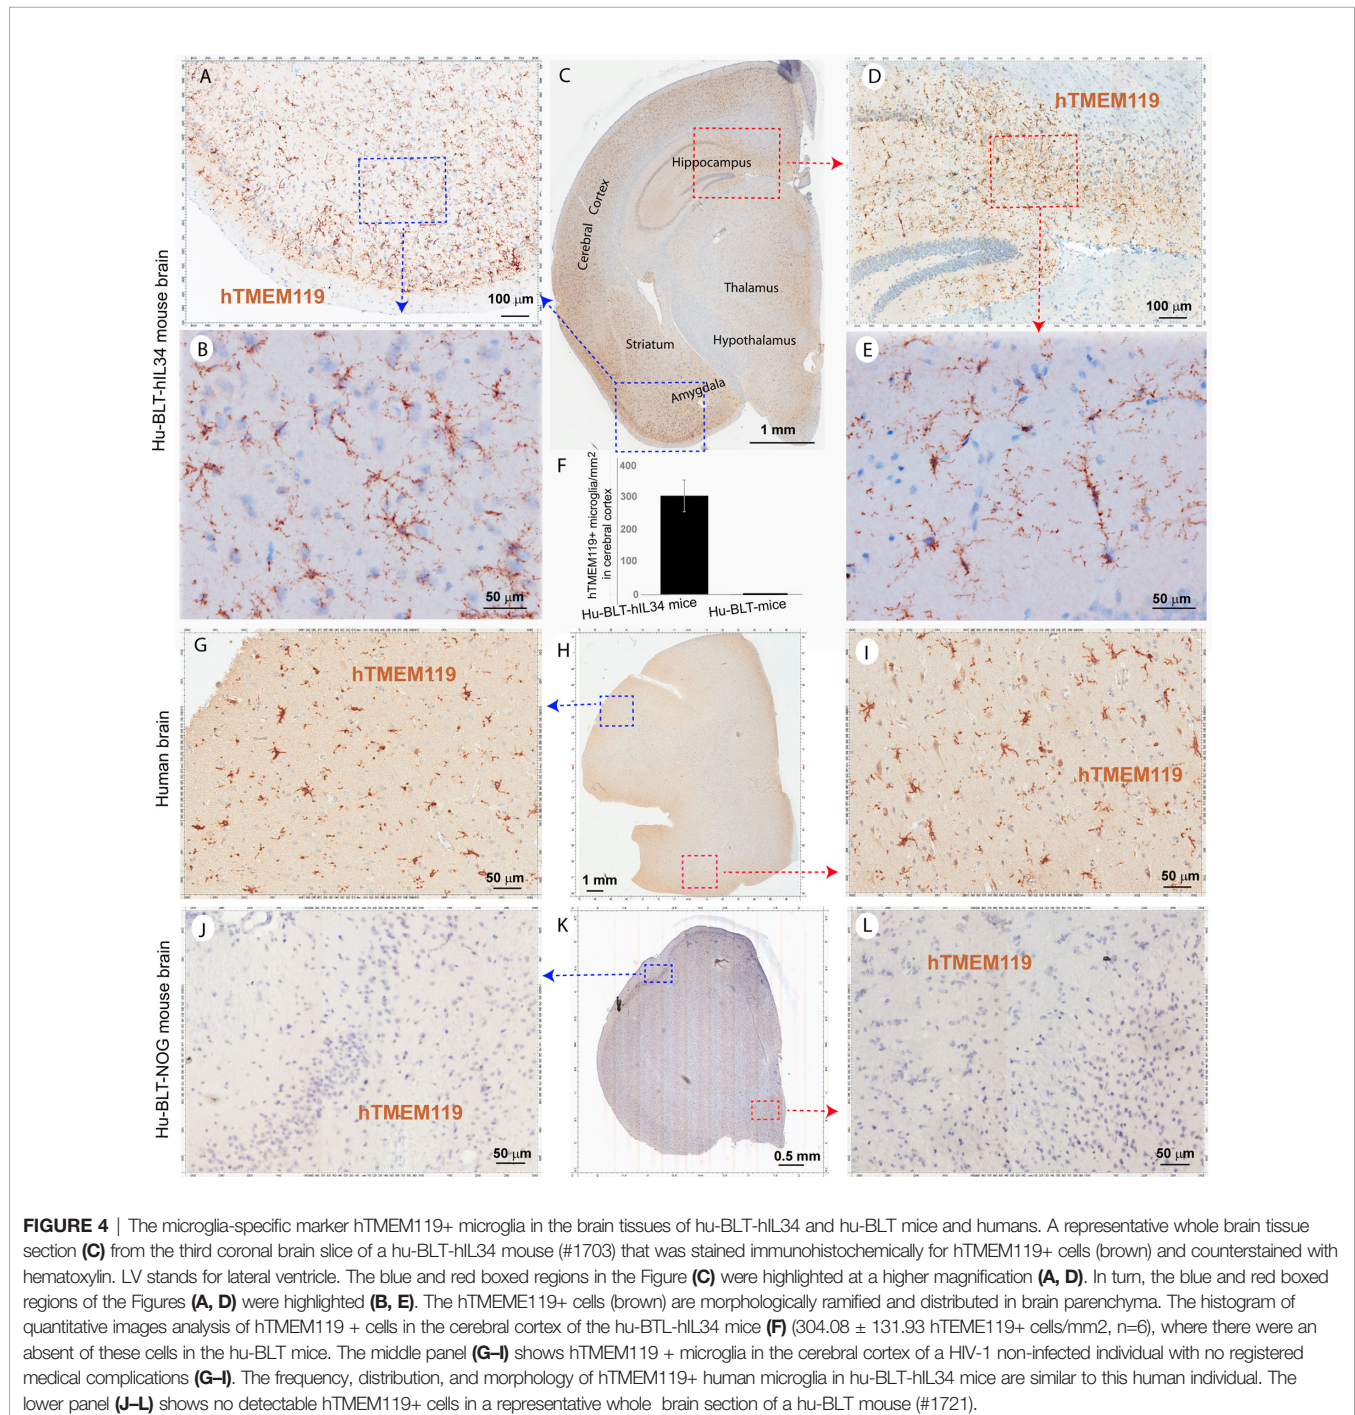 Hu-BLT-hIL34 mouse brain
A
hTMEM119
100 µm
B
50 µm
C
Hippocampus
Cerebral Cortex
Thalamus
Striatum
Hypothalamus
Amygdala
1 mm
D
hTMEM119
100 µm
E
50 µm
F
hTMEM119+ microglia/mm2
in cerebral cortex
400
300
200
100
0
Hu-BLT-hIL34 mice
Hu-BLT-mice
Human brain
G
hTMEM119
50 µm
H
1 mm
I
hTMEM119
50 µm
Hu-BLT-NOG mouse brain
J
hTMEM119
50 µm
K
0.5 mm
L
hTMEM119
50 µm
FIGURE 4 | The microglia-specific marker hTMEM119+ microglia in the brain tissues of hu-BLT-hIL34 and hu-BLT mice and humans. A representative whole brain tissue
section (C) from the third coronal brain slice of a hu-BLT-hIL34 mouse (#1703) that was stained immunohistochemically for hTMEM119+ cells (brown) and counterstained with
hematoxylin. LV stands for lateral ventricle. The blue and red boxed regions in the Figure (C) were highlighted at a higher magnification (A, D). In turn, the blue and red boxed
regions of the Figures (A, D) were highlighted (B, E). The hTMEME119+ cells (brown) are morphologically ramified and distributed in brain parenchyma. The histogram of
quantitative images analysis of hTMEM119 + cells in the cerebral cortex of the hu-BTL-hIL34 mice (F) (304.08 ± 131.93 hTEME119+ cells/mm2, n=6), where there were an
absent of these cells in the hu-BLT mice. The middle panel (G–I) shows hTMEM119 + microglia in the cerebral cortex of a HIV-1 non-infected individual with no registered
medical complications (G–I). The frequency, distribution, and morphology of hTMEM119+ human microglia in hu-BLT-hIL34 mice are similar to this human individual. The
lower panel (J–L) shows no detectable hTMEM119+ cells in a representative whole brain section of a hu-BLT mouse (#1721).